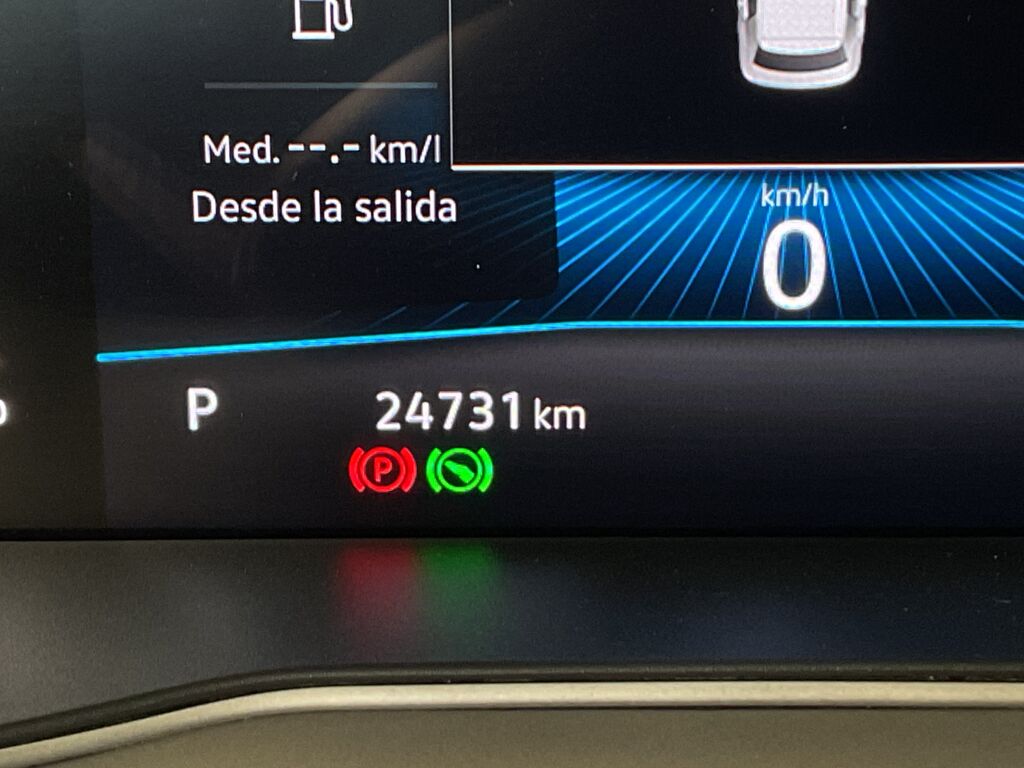 Med. --.- km/l
Desde la salida
km/h
0
P 24731 km
P